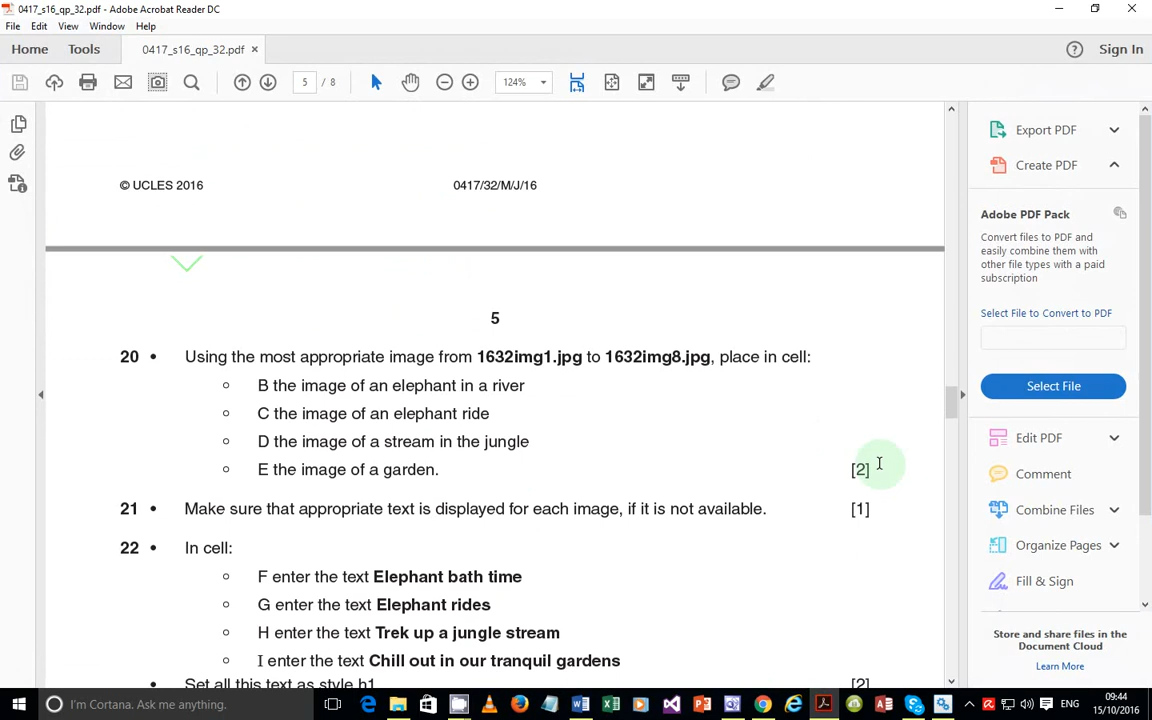 0417_s16_qp_32.pdf - Adobe Acrobat Reader DC
File Edit View Window Help
Home Tools 0417_s16_qp_32.pdf × Sign In
5 / 8 124%
Export PDF
Create PDF
© UCLES 2016 0417/32/M/J/16
Adobe PDF Pack
Convert files to PDF and
easily combine them with
other file types with a paid
subscription
Select File to Convert to PDF
Select File
5
20 • Using the most appropriate image from 1632img1.jpg to 1632img8.jpg, place in cell:
○ B the image of an elephant in a river
○ C the image of an elephant ride
○ D the image of a stream in the jungle
○ E the image of a garden. [2]
21 • Make sure that appropriate text is displayed for each image, if it is not available. [1]
22 • In cell:
○ F enter the text Elephant bath time
○ G enter the text Elephant rides
○ H enter the text Trek up a jungle stream
○ I enter the text Chill out in our tranquil gardens
• Set all this text as style h1 [2]
Edit PDF
Comment
Combine Files
Organize Pages
Fill & Sign
Store and share files in the
Document Cloud
Learn More
I'm Cortana. Ask me anything.
ENG
09:44
15/10/2016